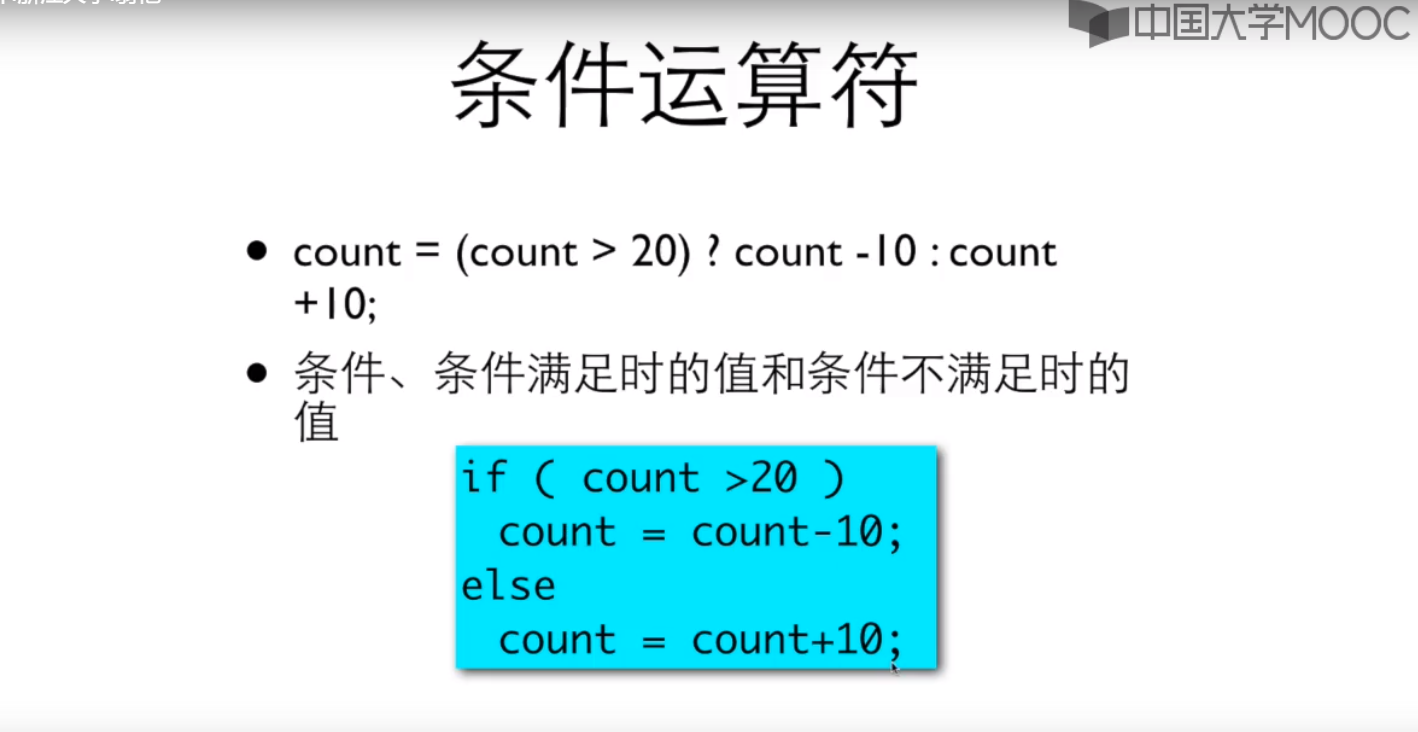 中国大学MOOC
条件运算符
count = (count > 20) ? count -10 : count
+10;
条件、条件满足时的值和条件不满足时的
值
if ( count >20 )
count = count-10;
else
count = count+10;